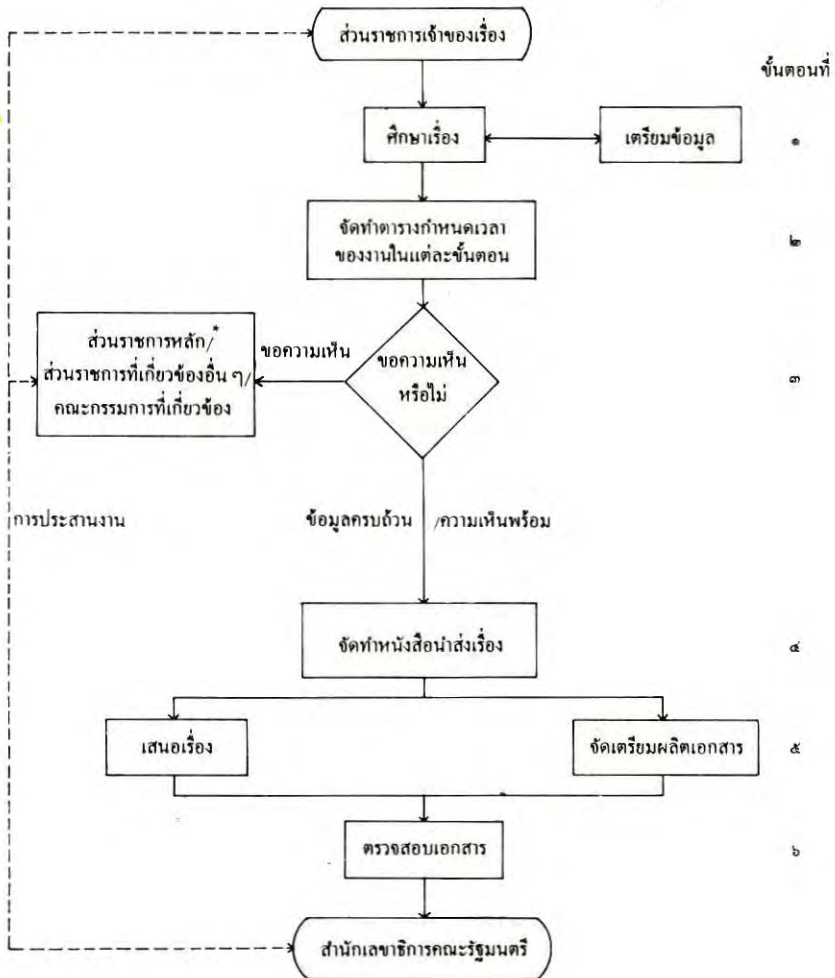 ส่วนราชการเจ้าของเรื่อง
ขั้นตอนที่
ศึกษาเรื่อง
เตรียมข้อมูล
๑
จัดทำตารางกำหนดเวลา
ของงานในแต่ละขั้นตอน
๒
ส่วนราชการหลัก/*
ส่วนราชการที่เกี่ยวข้องอื่น ๆ/
คณะกรรมการที่เกี่ยวข้อง
ขอความเห็น
ขอความเห็น
หรือไม่
๓
การประสานงาน
ข้อมูลครบถ้วน /ความเห็นพร้อม
จัดทำหนังสือนำส่งเรื่อง
๔
เสนอเรื่อง
จัดเตรียมผลิตเอกสาร
๕
ตรวจสอบเอกสาร
๖
สำนักเลขาธิการคณะรัฐมนตรี